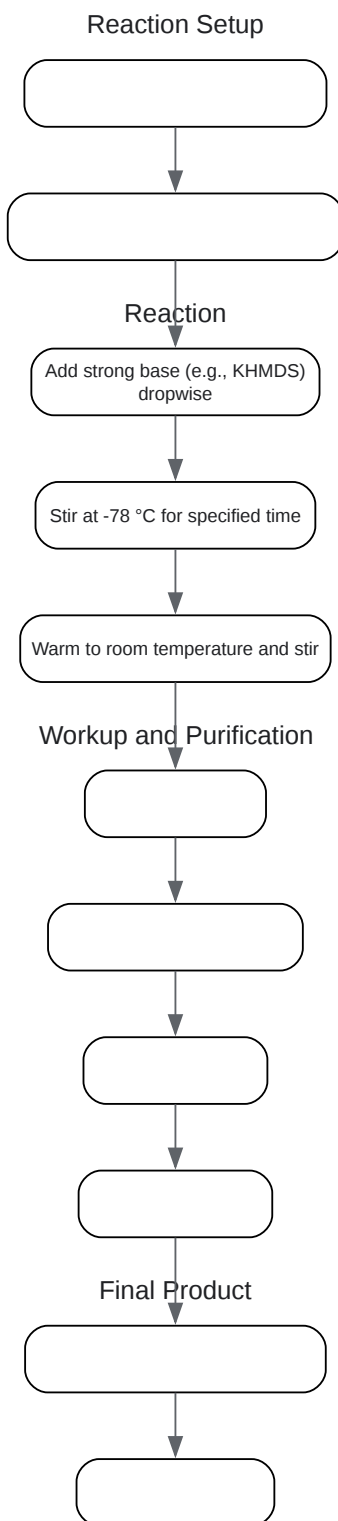 Reaction Setup
Reaction
Add strong base (e.g., KHMDS)
dropwise
Stir at -78 °C for specified time
Warm to room temperature and stir
Workup and Purification
Final Product